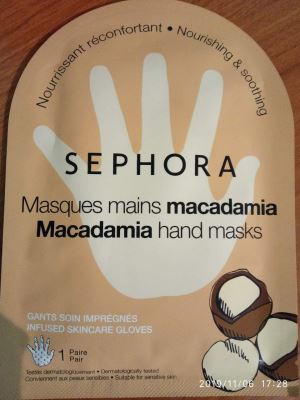 Nourrissant réconfortant • Nourishing & soothing
SEPHORA
Masques mains macadamia
Macadamia hand masks
GANTS SOIN IMPRÉGNÉS
INFUSED SKINCARE GLOVES
1 Paire
Pair
Testés dermatologiquement • Dermatologically tested
Conviennent aux peaux sensibles • Suitable for sensitive skin
2019/11/06 17:28